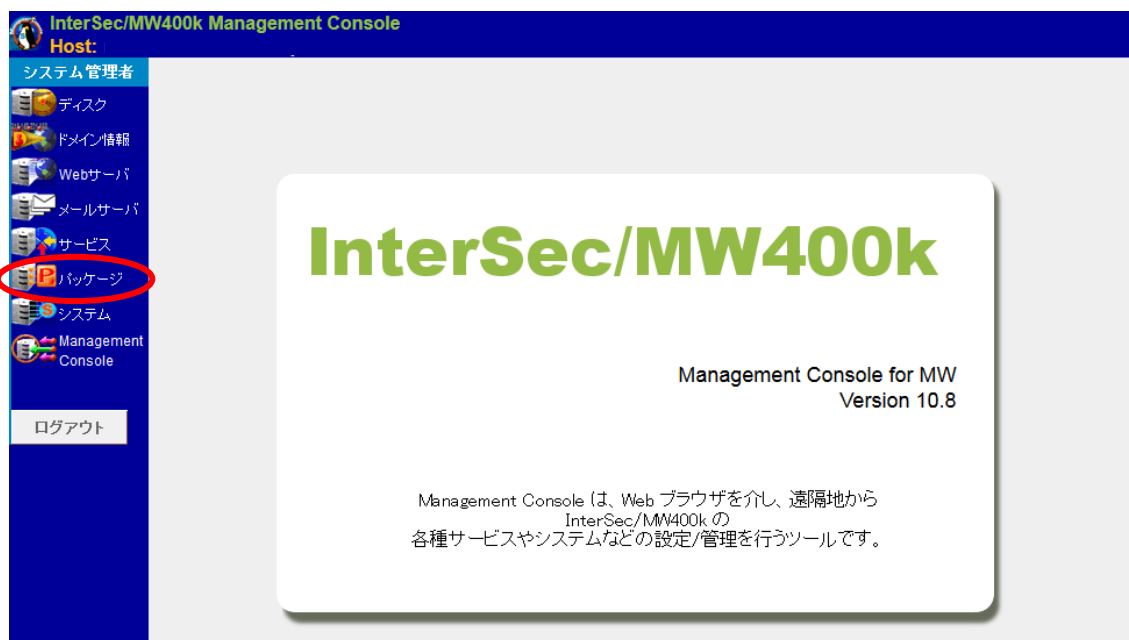 InterSec/MW400k Management Console
Host:
システム管理者
ディスク
ドメイン情報
Webサーバ
メールサーバ
サービス
パッケージ
システム
Management
Console
ログアウト
InterSec/MW400k
Management Console for MW
Version 10.8
Management Console は、Web ブラウザを介し、遠隔地から
InterSec/MW400k の
各種サービスやシステムなどの設定/管理を行うツールです。